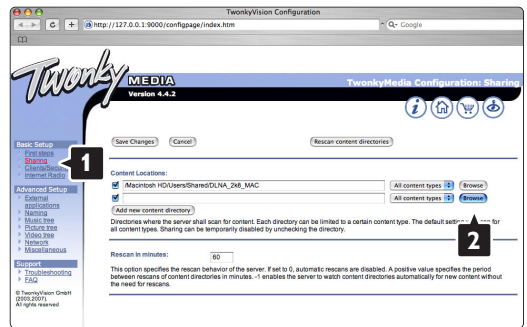 TwonkyVision Configuration
http://127.0.0.1:9000/configpage/index.htm
Q- Google
Twonky
MEDIA
Version 4.4.2
TwonkyMedia Configuration: Sharing
Basic Setup
First steps
Sharing
Clients/Security
Internet Radio
1
Advanced Setup
External
applications
Naming
Music tree
Picture tree
Video tree
Network
Miscellaneous
Support
Troubleshooting
FAQ
© TwonkyVision GmbH
(2003,2007),
All rights reserved
Save Changes
Cancel
Rescan content directories
Content Locations:
/Macintosh HD/Users/Shared/DLNA_2k8_MAC
All content types
Browse
All content types
Browse
Add new content directory
2
Directories where the server shall scan for content. Each directory can be limited to a certain content type. The default for
all content types. Sharing can be temporarily disabled by unchecking the directory.
Rescan in minutes:
60
This option specifies the rescan behavior of the server. If set to 0, automatic rescans are disabled. A positive value specifies the period
between rescans of content directories in minutes. -1 enables the server to watch content directories automatically for new content without
the need for rescans.